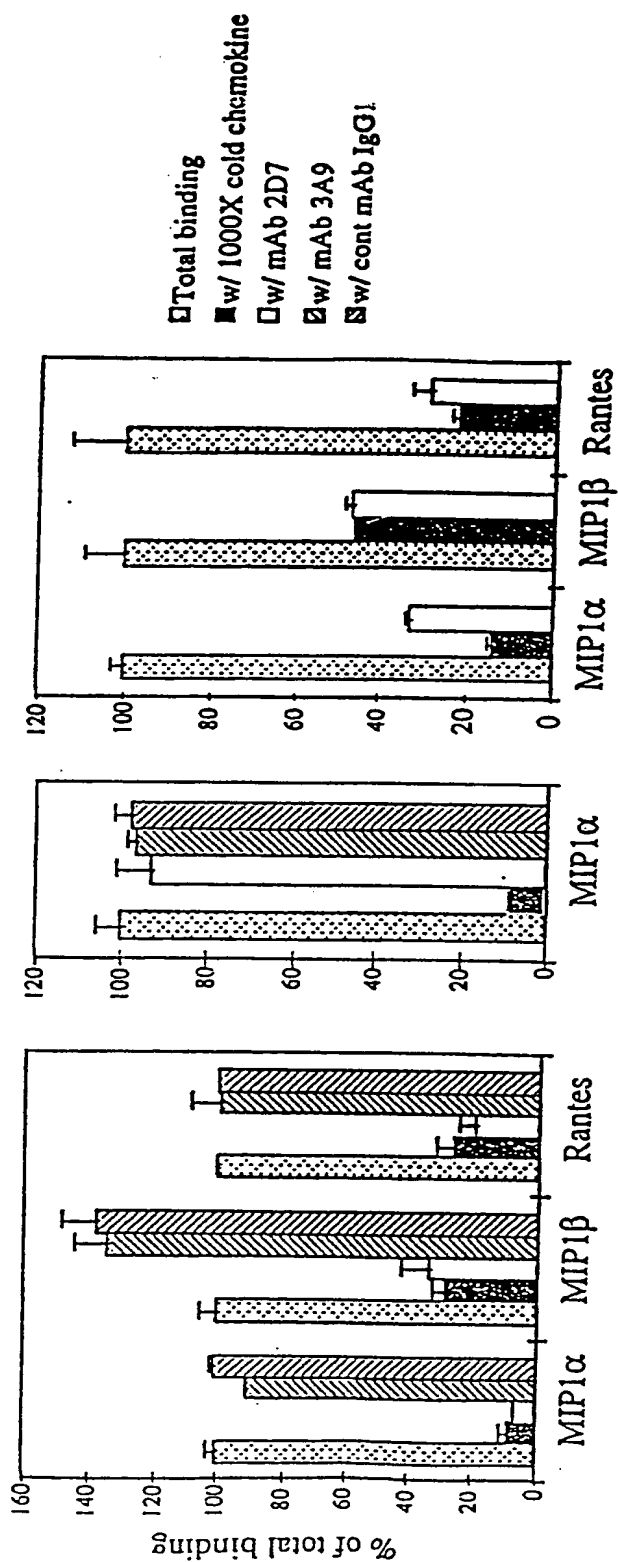 % of total binding
160
140
120
100
80
60
40
20
0
MIP1α MIP1β Rantes
120
100
80
60
40
20
0
MIP1α
120
100
80
60
40
20
0
MIP1α MIP1β Rantes
Total binding
w/ 1000X cold chemokine
w/ mAb 2D7
w/ mAb 3A9
w/ cont mAb IgG1